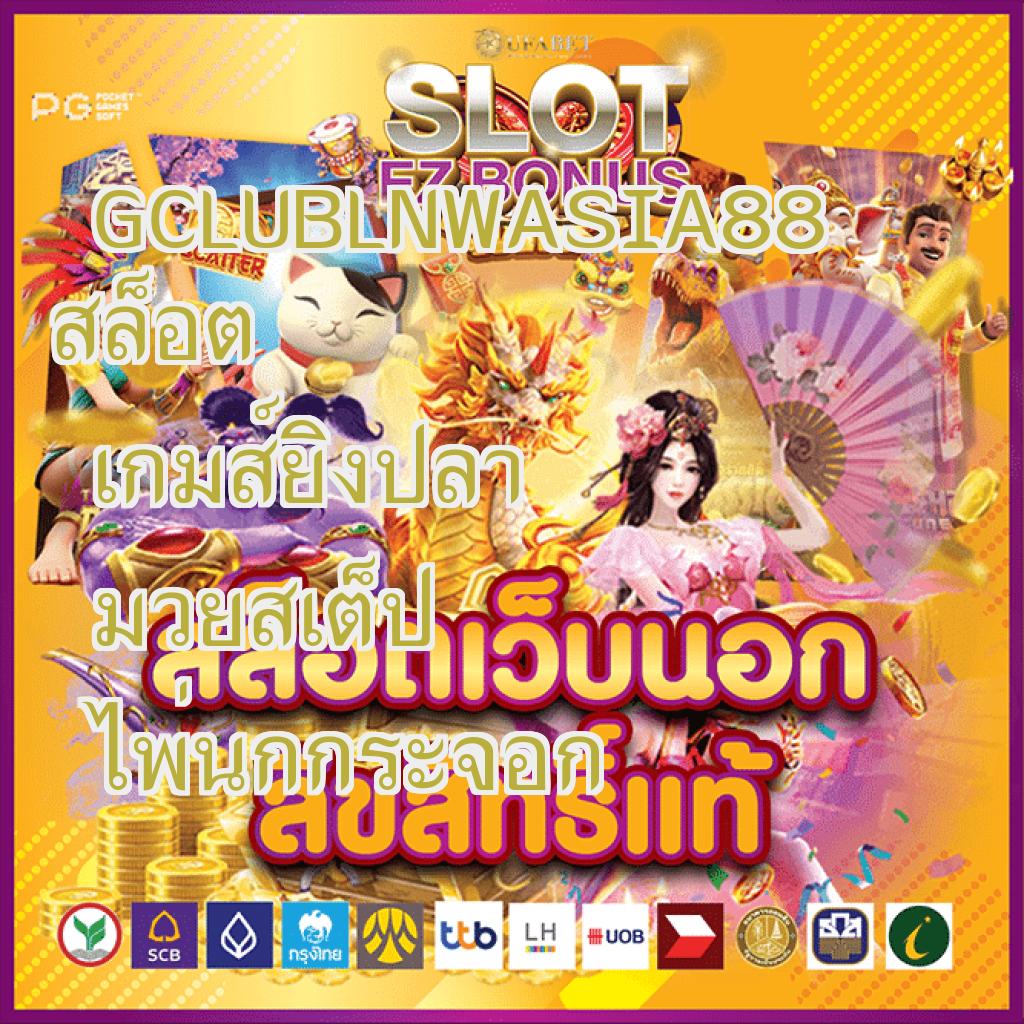 UFABET
PG POCKET GAMES SOFT
SLOT
EZ BONUS
GCLUBLNWASIA88
SCATTER
สล็อต
เกมส์ยิงปลา
มวยสเต็ป
สล็อตเว็บนอก
ไพ่นกกระจอก
ลิขสิทธิ์แท้
SCB
กรุงไทย
ttb
LH
UOB